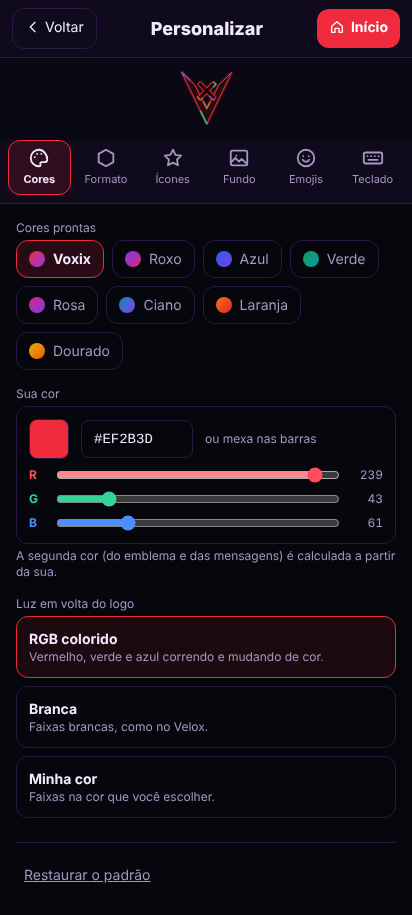 Voltar
Personalizar
Início
Cores
Formato
Ícones
Fundo
Emojis
Teclado
Cores prontas
Voxix
Roxo
Azul
Verde
Rosa
Ciano
Laranja
Dourado
Sua cor
#EF2B3D
ou mexa nas barras
R 239
G 43
B 61
A segunda cor (do emblema e das mensagens) é calculada a partir
da sua.
Luz em volta do logo
RGB colorido
Vermelho, verde e azul correndo e mudando de cor.
Branca
Faixas brancas, como no Velox.
Minha cor
Faixas na cor que você escolher.
Restaurar o padrão